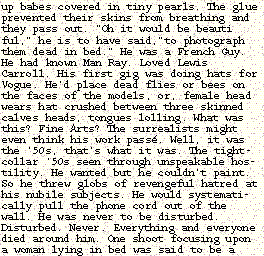 up babes covered in tiny pearls. The glue
prevented their skins from breathing and
they pass out. "Oh it would be beauti
ful," he is to have said,"to photograph
them dead in bed." He was a French Guy.
He had known Man Ray. Loved Lewis
Carroll. His first gig was doing hats for
Vogue. He'd place dead flies or bees on
the faces of the models, or, female head
wears hat crushed between three skinned
calves heads, tongues lolling. What was
this? Fine Arts? The surrealists might
even think his work passé. Well, it was
the '50s, that's what it was. The tight-
collar '50s seen through unspeakable hos-
tility. He wanted but he couldn't paint.
So he threw globs of revengeful hatred at
his nubile subjects. He would systemati-
cally pull the phone cord out of the
wall. He was never to be disturbed.
Disturbed. Never. Everything and everyone
died around him. One shoot focusing upon
a woman lying in bed was said to be a